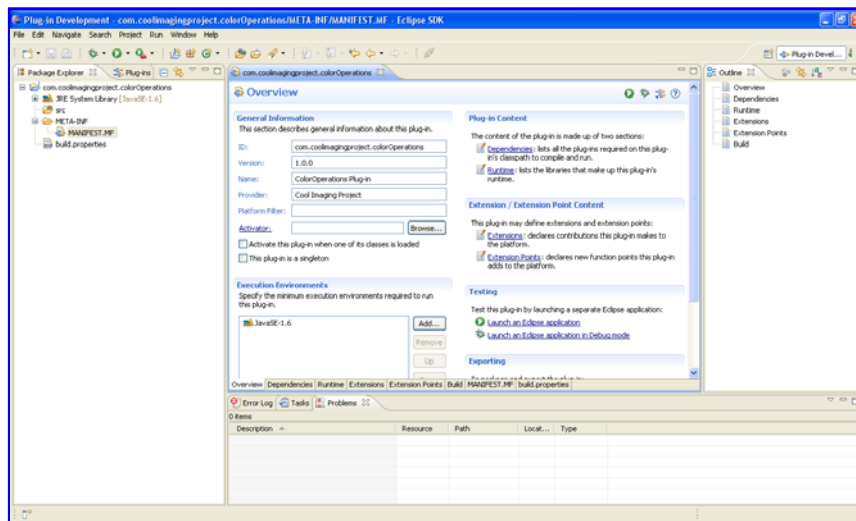 Plug-in Development - com.coolimagingproject.colorOperations/META-INF/MANIFEST.MF - Eclipse SDK
File Edit Navigate Search Project Run Window Help
Plug-in Devel...
Package Explorer Plug-ins
com.coolimagingproject.colorOperations
JRE System Library [JavaSE-1.6]
src
META-INF
MANIFEST.MF
build.properties
com.coolimagingproject.colorOperations
Overview
General Information
This section describes general information about this plug-in.
ID: com.coolimagingproject.colorOperations
Version: 1.0.0
Name: ColorOperations Plug-in
Provider: Cool Imaging Project
Platform Filter:
Activator: Browse...
Activate this plug-in when one of its classes is loaded
This plug-in is a singleton
Execution Environments
Specify the minimum execution environments required to run
this plug-in.
JavaSE-1.6
Add...
Remove
Up
Plug-in Content
The content of the plug-in is made up of two sections:
Dependencies: lists all the plug-ins required on this plug-
in's classpath to compile and run.
Runtime: lists the libraries that make up this plug-in's
runtime.
Extension / Extension Point Content
This plug-in may define extensions and extension points:
Extensions: declares contributions this plug-in makes to
the platform.
Extension Points: declares new function points this plug-in
adds to the platform.
Testing
Test this plug-in by launching a separate Eclipse application:
Launch an Eclipse application
Launch an Eclipse application in Debug mode
Exporting
Overview Dependencies Runtime Extensions Extension Points Build MANIFEST.MF build.properties
Outline
Overview
Dependencies
Runtime
Extensions
Extension Points
Build
Error Log Tasks Problems
0 items
Description Resource Path Locat... Type